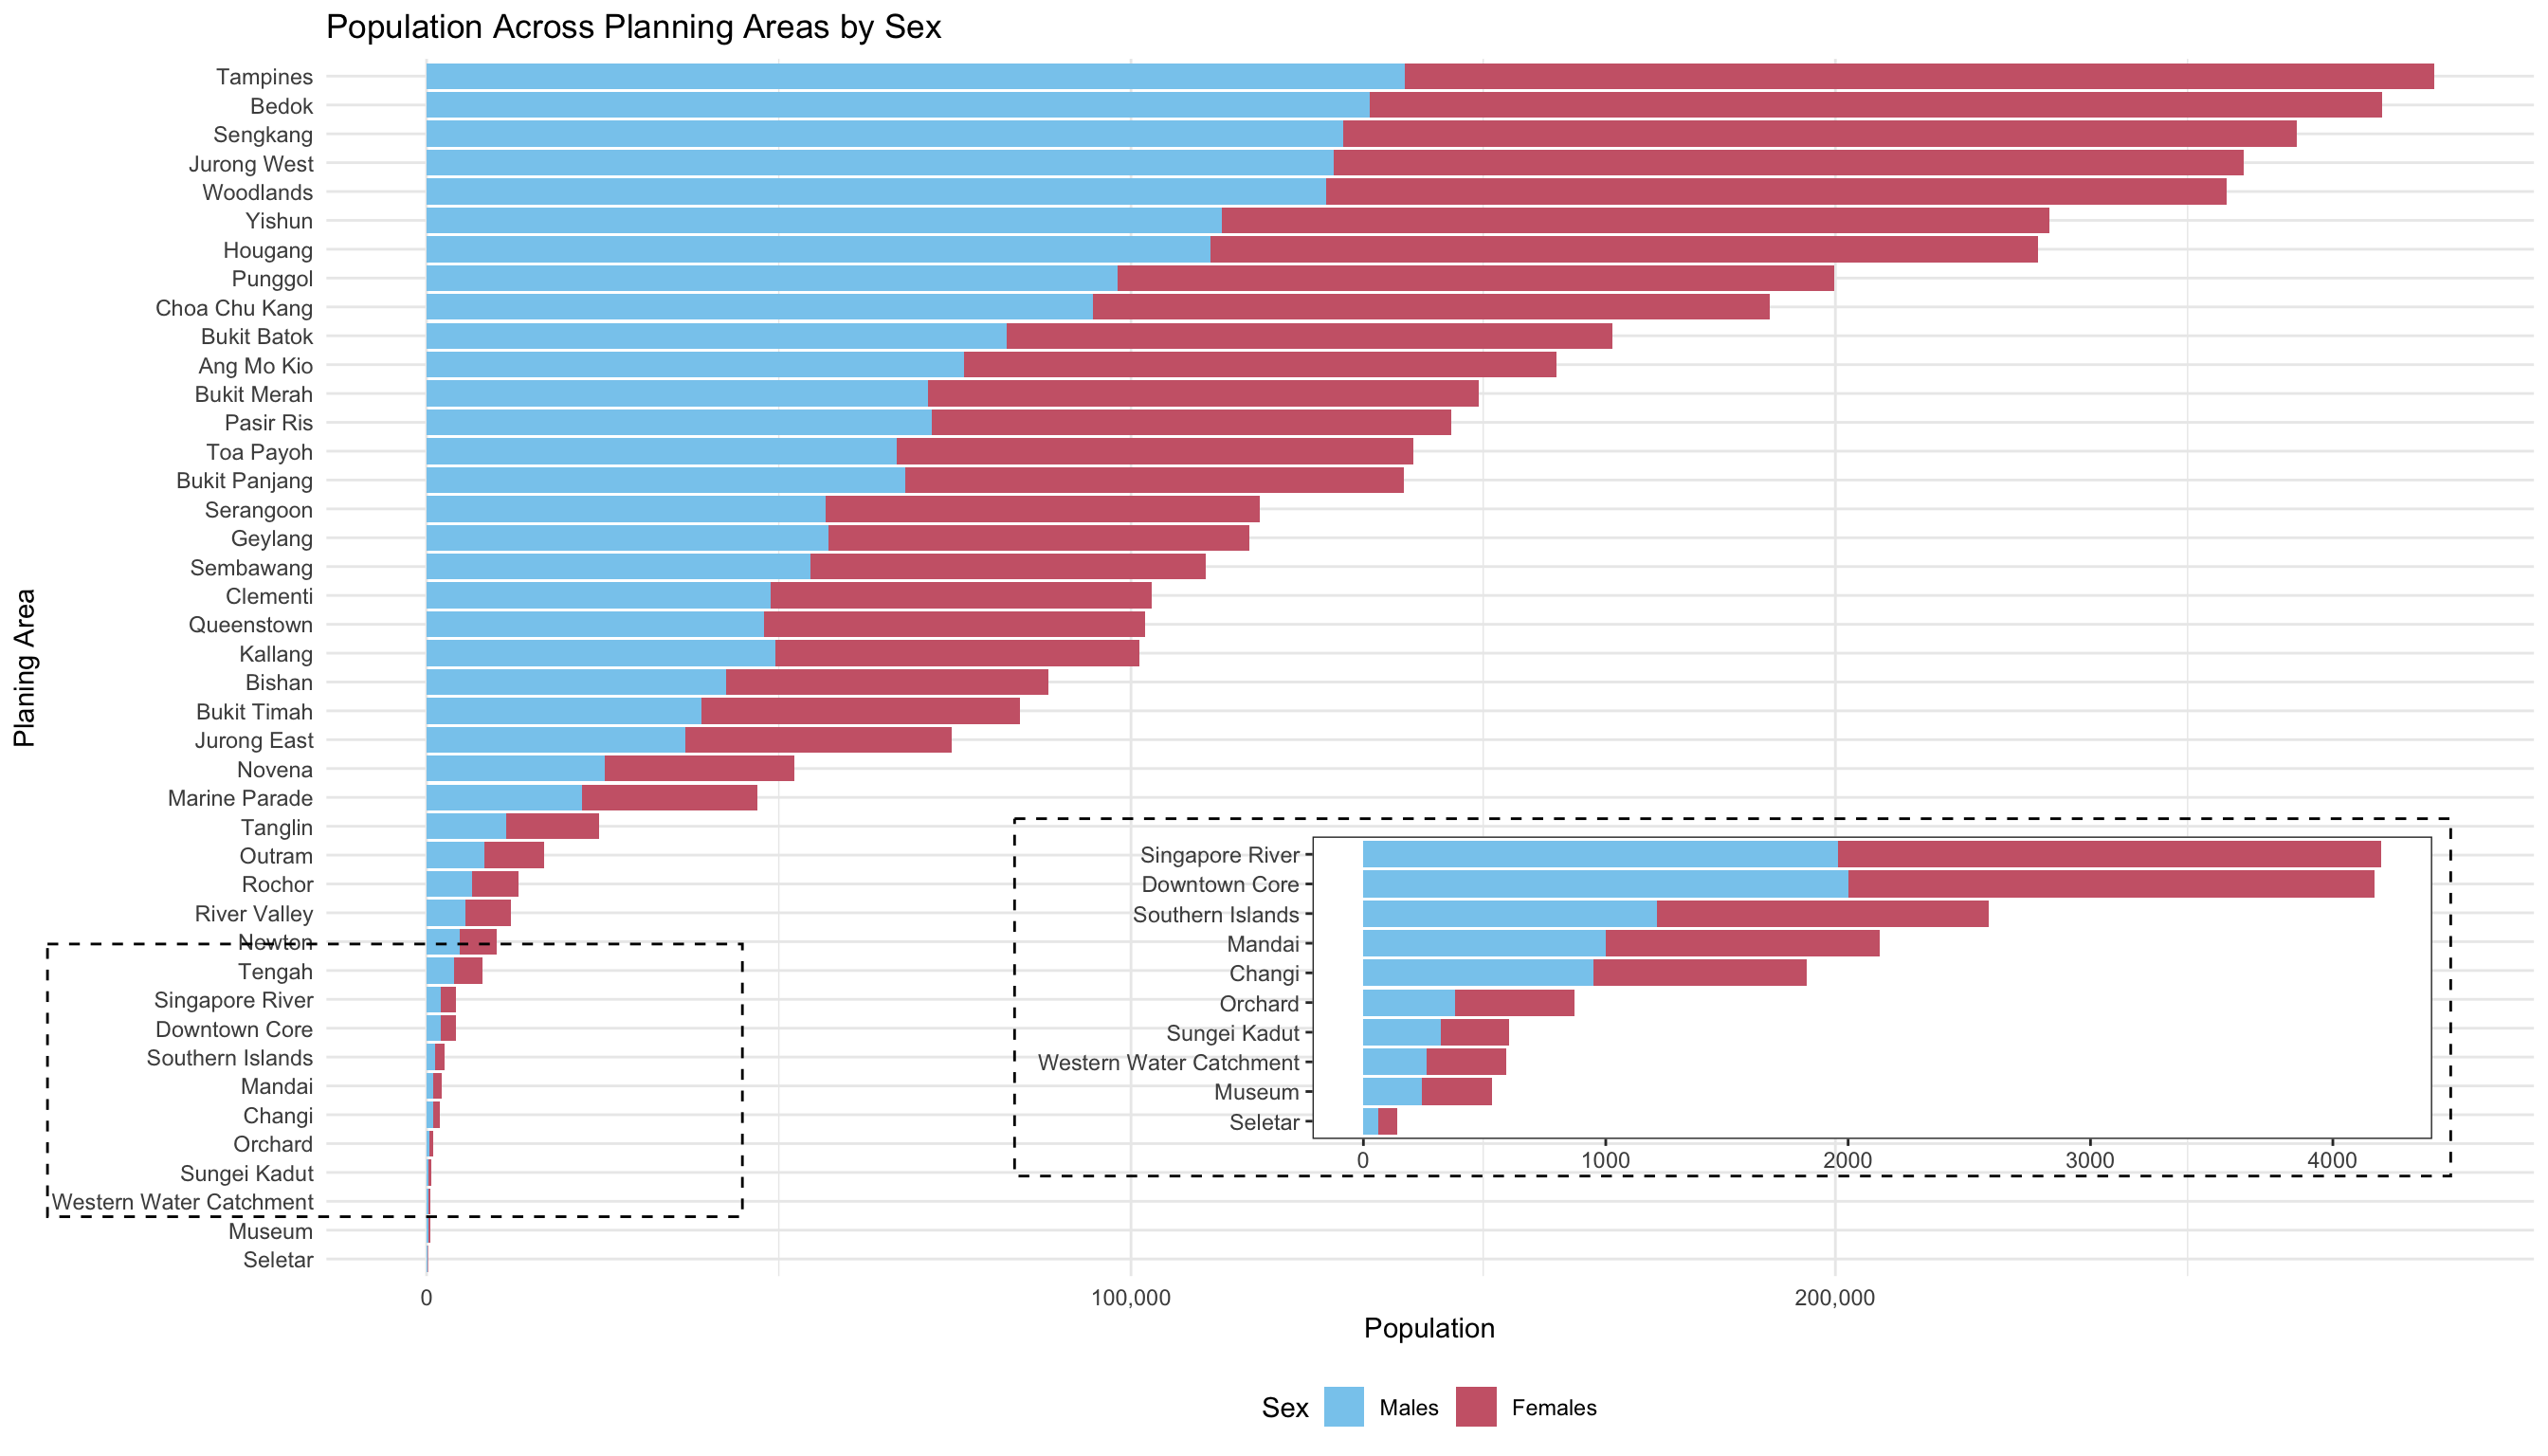 Population Across Planning Areas by Sex
Planing Area
Tampines
Bedok
Sengkang
Jurong West
Woodlands
Yishun
Hougang
Punggol
Choa Chu Kang
Bukit Batok
Ang Mo Kio
Bukit Merah
Pasir Ris
Toa Payoh
Bukit Panjang
Serangoon
Geylang
Sembawang
Clementi
Queenstown
Kallang
Bishan
Bukit Timah
Jurong East
Novena
Marine Parade
Tanglin
Outram
Rochor
River Valley
Newton
Tengah
Singapore River
Downtown Core
Southern Islands
Mandai
Changi
Orchard
Sungei Kadut
Western Water Catchment
Museum
Seletar
Singapore River
Downtown Core
Southern Islands
Mandai
Changi
Orchard
Sungei Kadut
Western Water Catchment
Museum
Seletar
0 1000 2000 3000 4000
0 100,000 200,000
Population
Sex Males Females